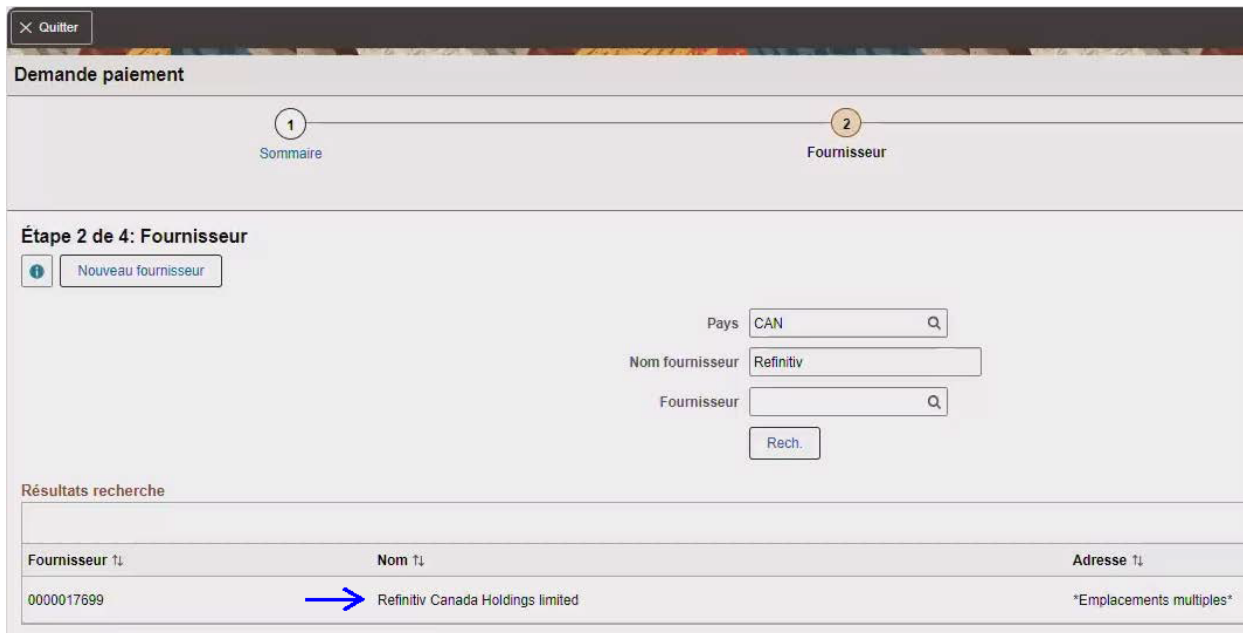 Quitter
Demande paiement
1
2
Sommaire
Fournisseur
Étape 2 de 4: Fournisseur
Nouveau fournisseur
Pays CAN
Nom fournisseur Refinitiv
Fournisseur
Rech.
Résultats recherche
Fournisseur Nom Adresse
0000017699 Refinitiv Canada Holdings limited *Emplacements multiples*